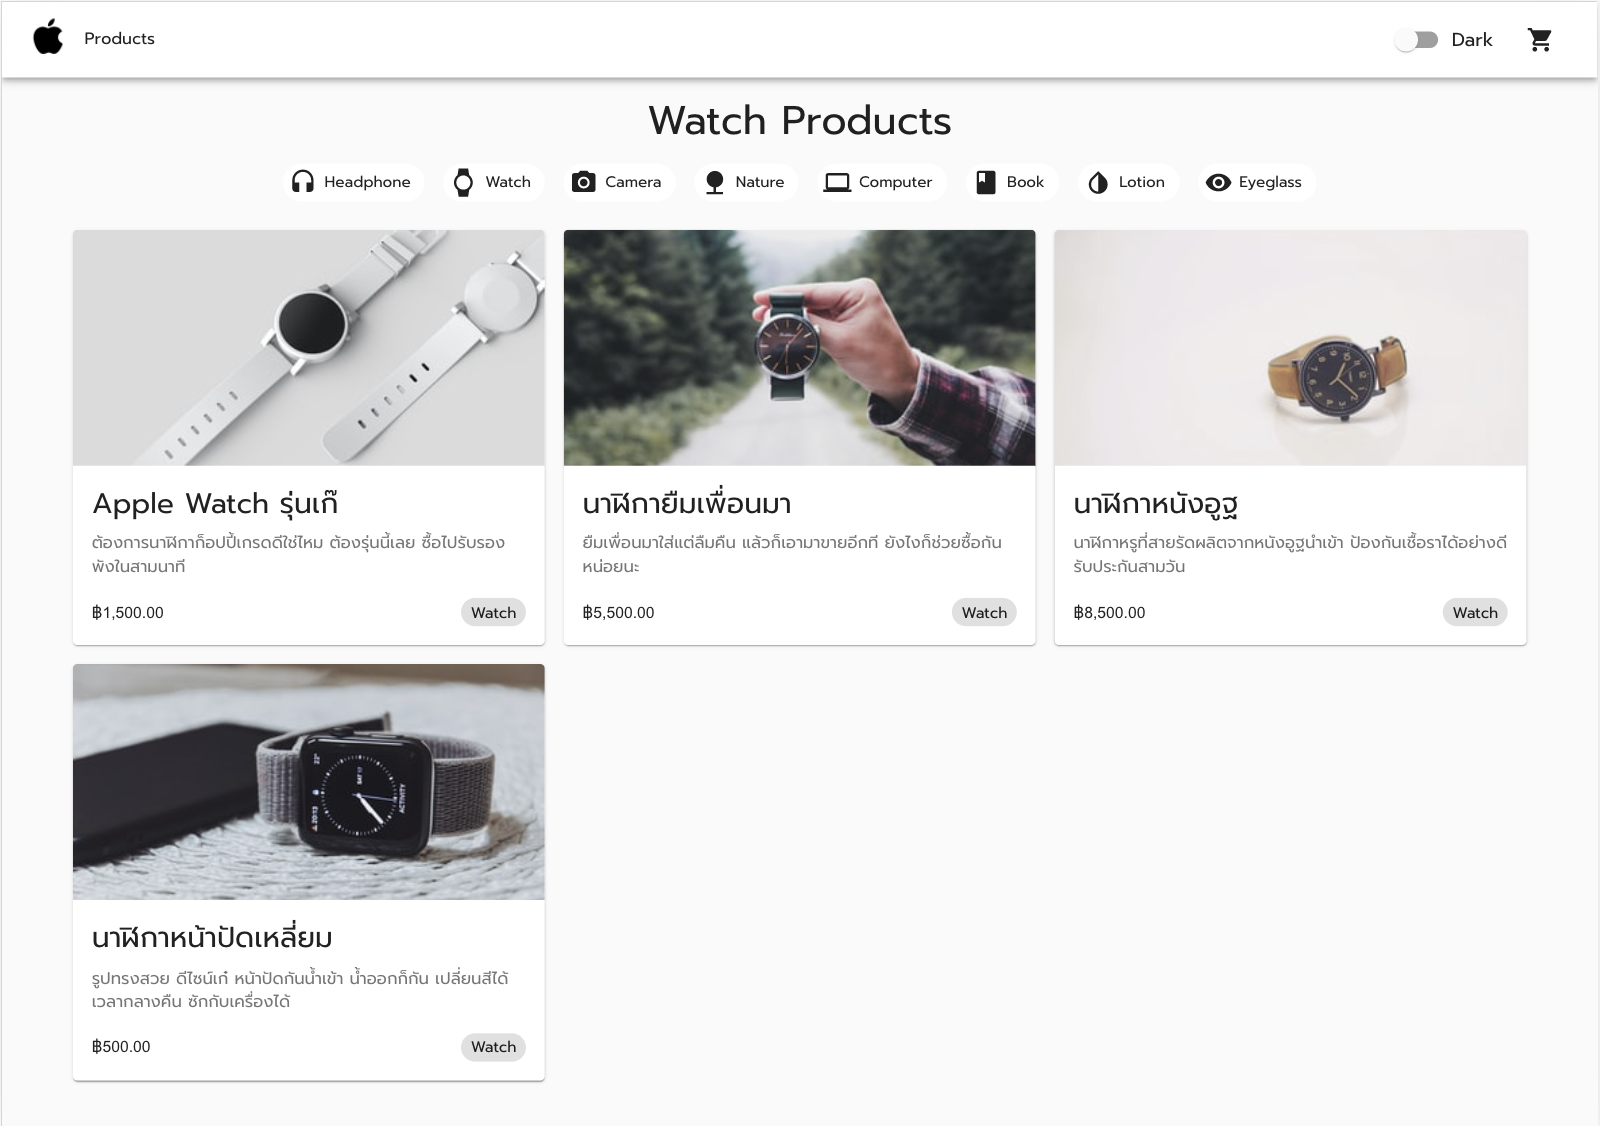 Products
Dark
Watch Products
Headphone
Watch
Camera
Nature
Computer
Book
Lotion
Eyeglass
Apple Watch รุ่นเก๊
ต้องการนาฬิกาก็อปปี้เกรดดีใช่ไหม ต้องรุ่นนี้เลย ซื้อไปรับรอง
พังในสามนาที
฿1,500.00
Watch
นาฬิกายืมเพื่อนมา
ยืมเพื่อนมาใส่แต่ลืมคืน แล้วก็เอามาขายอีกที ยังไงก็ช่วยซื้อกัน
หน่อยนะ
฿5,500.00
Watch
นาฬิกาหนังอูฐ
นาฬิกาหรูที่สายรัดผลิตจากหนังอูฐนำเข้า ป้องกันเชื้อราได้อย่างดี
รับประกันสามวัน
฿8,500.00
Watch
22°
SAT 17
ACTIVITY
20:13
นาฬิกาหน้าปัดเหลี่ยม
รูปทรงสวย ดีไซน์เก๋ หน้าปัดกันน้ำเข้า น้ำออกก็กัน เปลี่ยนสีได้
เวลากลางคืน ซักกับเครื่องได้
฿500.00
Watch